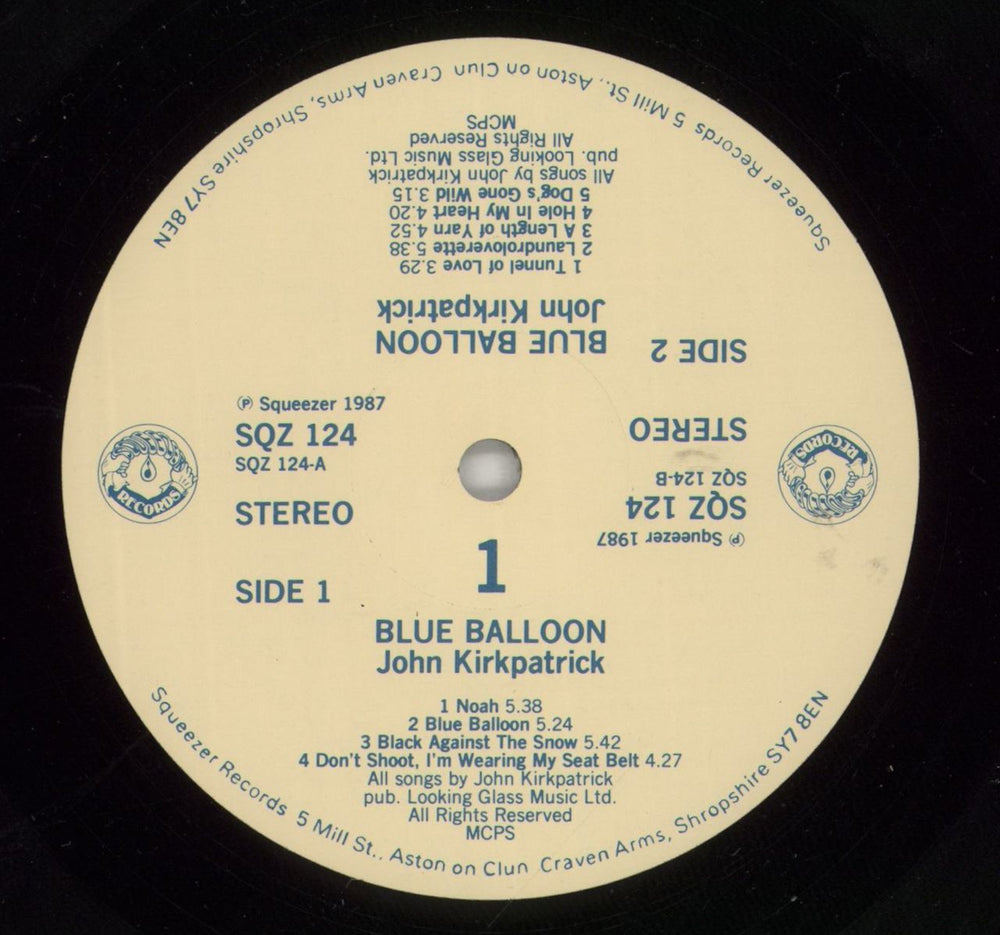 Ⓟ Squeezer 1987
SQZ 124
SQZ 124-A
STEREO
SIDE 1
RECORDS
1
BLUE BALLOON
John Kirkpatrick
1 Noah 5.38
2 Blue Balloon 5.24
3 Black Against The Snow 5.42
4 Don't Shoot, I'm Wearing My Seat Belt 4.27
All songs by John Kirkpatrick
pub. Looking Glass Music Ltd.
All Rights Reserved
MCPS
Squeezer Records 5 Mill St., Aston on Clun Craven Arms, Shropshire SY7 8EN
Ⓟ Squeezer 1987
SQZ 124
SQZ 124-B
STEREO
SIDE 2
RECORDS
BLUE BALLOON
John Kirkpatrick
1 Tunnel of Love 3.29
2 Laundroloverette 5.38
3 A Length of Yarn 4.52
4 Hole In My Heart 4.20
5 Dog's Gone Wild 3.15
All songs by John Kirkpatrick
pub. Looking Glass Music Ltd.
All Rights Reserved
MCPS
Squeezer Records 5 Mill St., Aston on Clun Craven Arms, Shropshire SY7 8EN